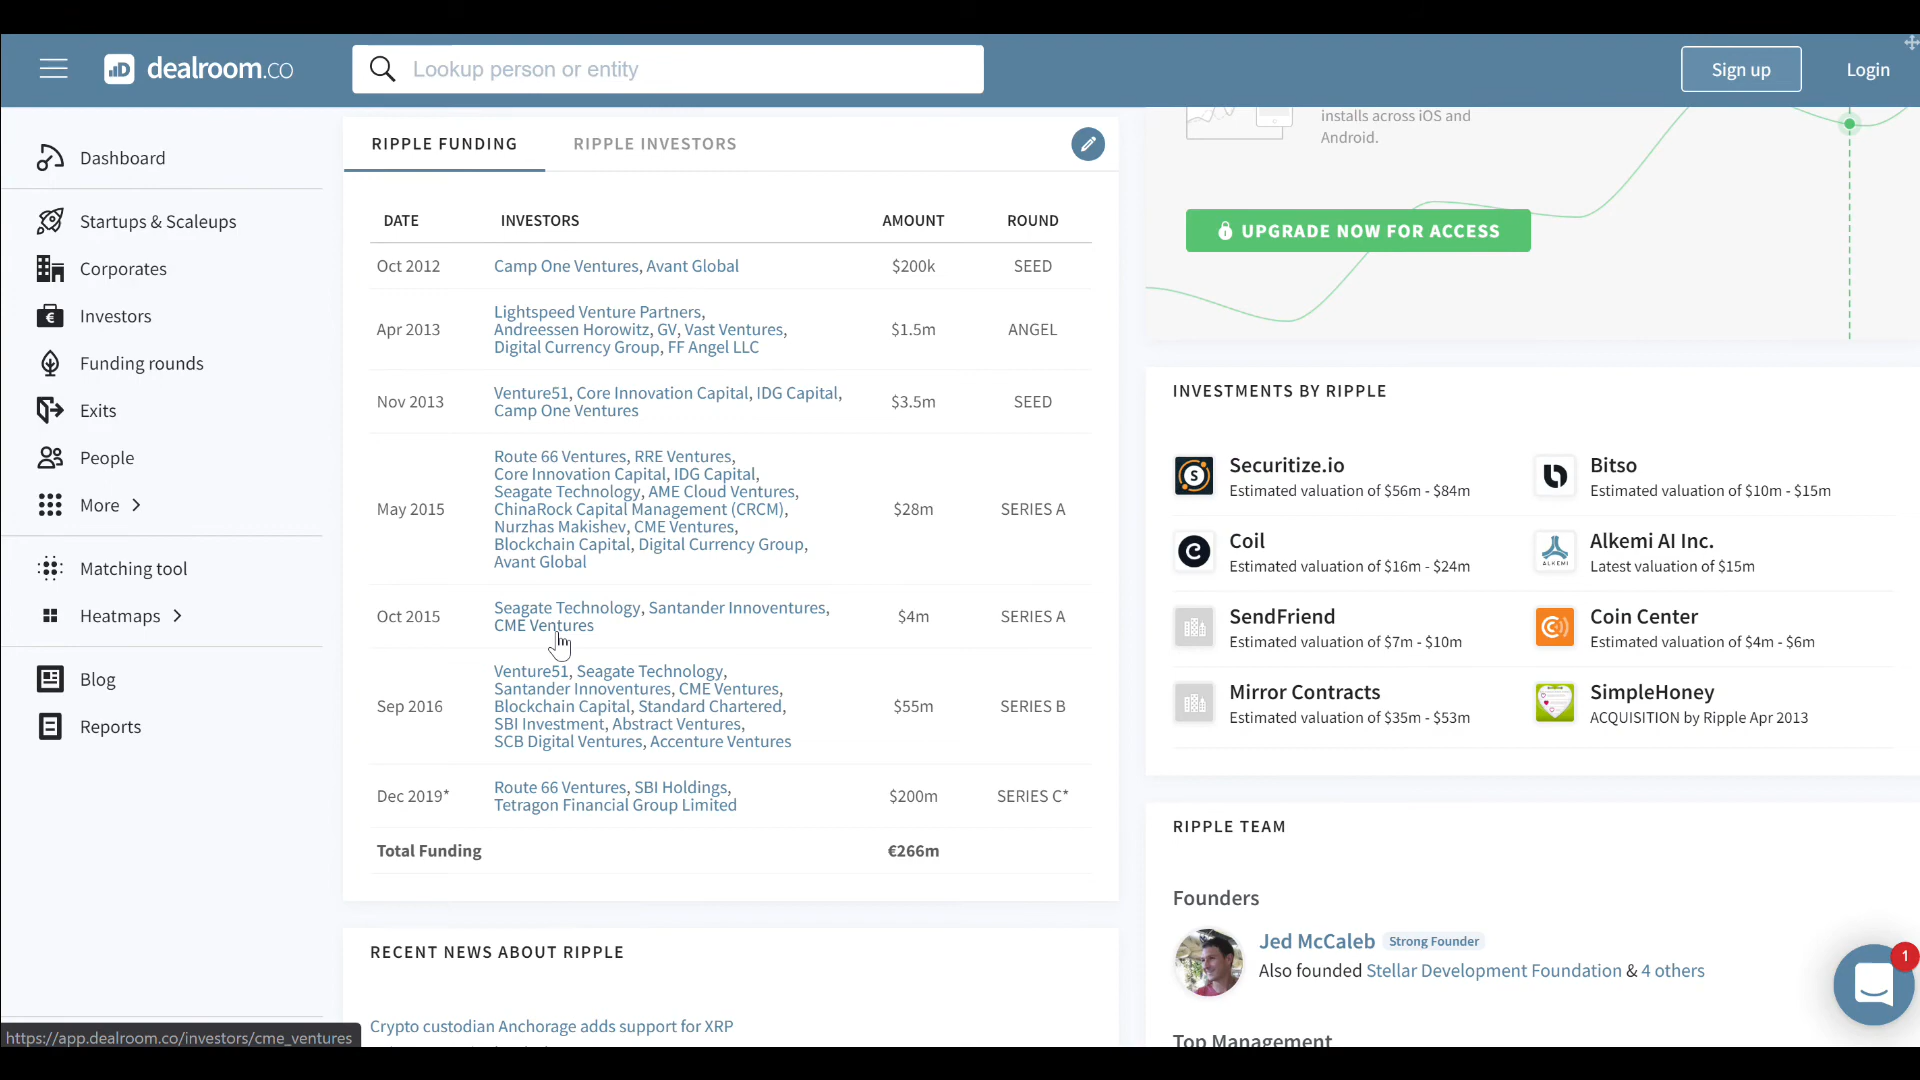 dealroom.co
Lookup person or entity
Sign up
Login
Dashboard
Startups & Scaleups
Corporates
Investors
Funding rounds
Exits
People
More
Matching tool
Heatmaps
Blog
Reports
https://app.dealroom.co/investors/cme_ventures
RIPPLE FUNDING
RIPPLE INVESTORS
DATE INVESTORS AMOUNT ROUND
Oct 2012 Camp One Ventures, Avant Global $200k SEED
Lightspeed Venture Partners,
Apr 2013 Andreessen Horowitz, GV, Vast Ventures, $1.5m ANGEL
Digital Currency Group, FF Angel LLC
Venture51, Core Innovation Capital, IDG Capital,
Nov 2013 $3.5m SEED
Camp One Ventures
Route 66 Ventures, RRE Ventures,
Core Innovation Capital, IDG Capital,
Seagate Technology, AME Cloud Ventures,
May 2015 ChinaRock Capital Management (CRCM), $28m SERIES A
Nurzhas Makishev, CME Ventures,
Blockchain Capital, Digital Currency Group,
Avant Global
Seagate Technology, Santander Innoventures,
Oct 2015 $4m SERIES A
CME Ventures
Venture51, Seagate Technology,
Santander Innoventures, CME Ventures,
Sep 2016 Blockchain Capital, Standard Chartered, $55m SERIES B
SBI Investment, Abstract Ventures,
SCB Digital Ventures, Accenture Ventures
Route 66 Ventures, SBI Holdings,
Dec 2019* $200m SERIES C*
Tetragon Financial Group Limited
Total Funding €266m
RECENT NEWS ABOUT RIPPLE
Crypto custodian Anchorage adds support for XRP
installs across iOS and
Android.
UPGRADE NOW FOR ACCESS
INVESTMENTS BY RIPPLE
Securitize.io
Estimated valuation of $56m - $84m
Bitso
Estimated valuation of $10m - $15m
Coil
Estimated valuation of $16m - $24m
ALKEMI
Alkemi AI Inc.
Latest valuation of $15m
SendFriend
Estimated valuation of $7m - $10m
Coin Center
Estimated valuation of $4m - $6m
Mirror Contracts
Estimated valuation of $35m - $53m
SimpleHoney
ACQUISITION by Ripple Apr 2013
RIPPLE TEAM
Founders
Jed McCaleb Strong Founder
Also founded Stellar Development Foundation & 4 others
Top Management
1